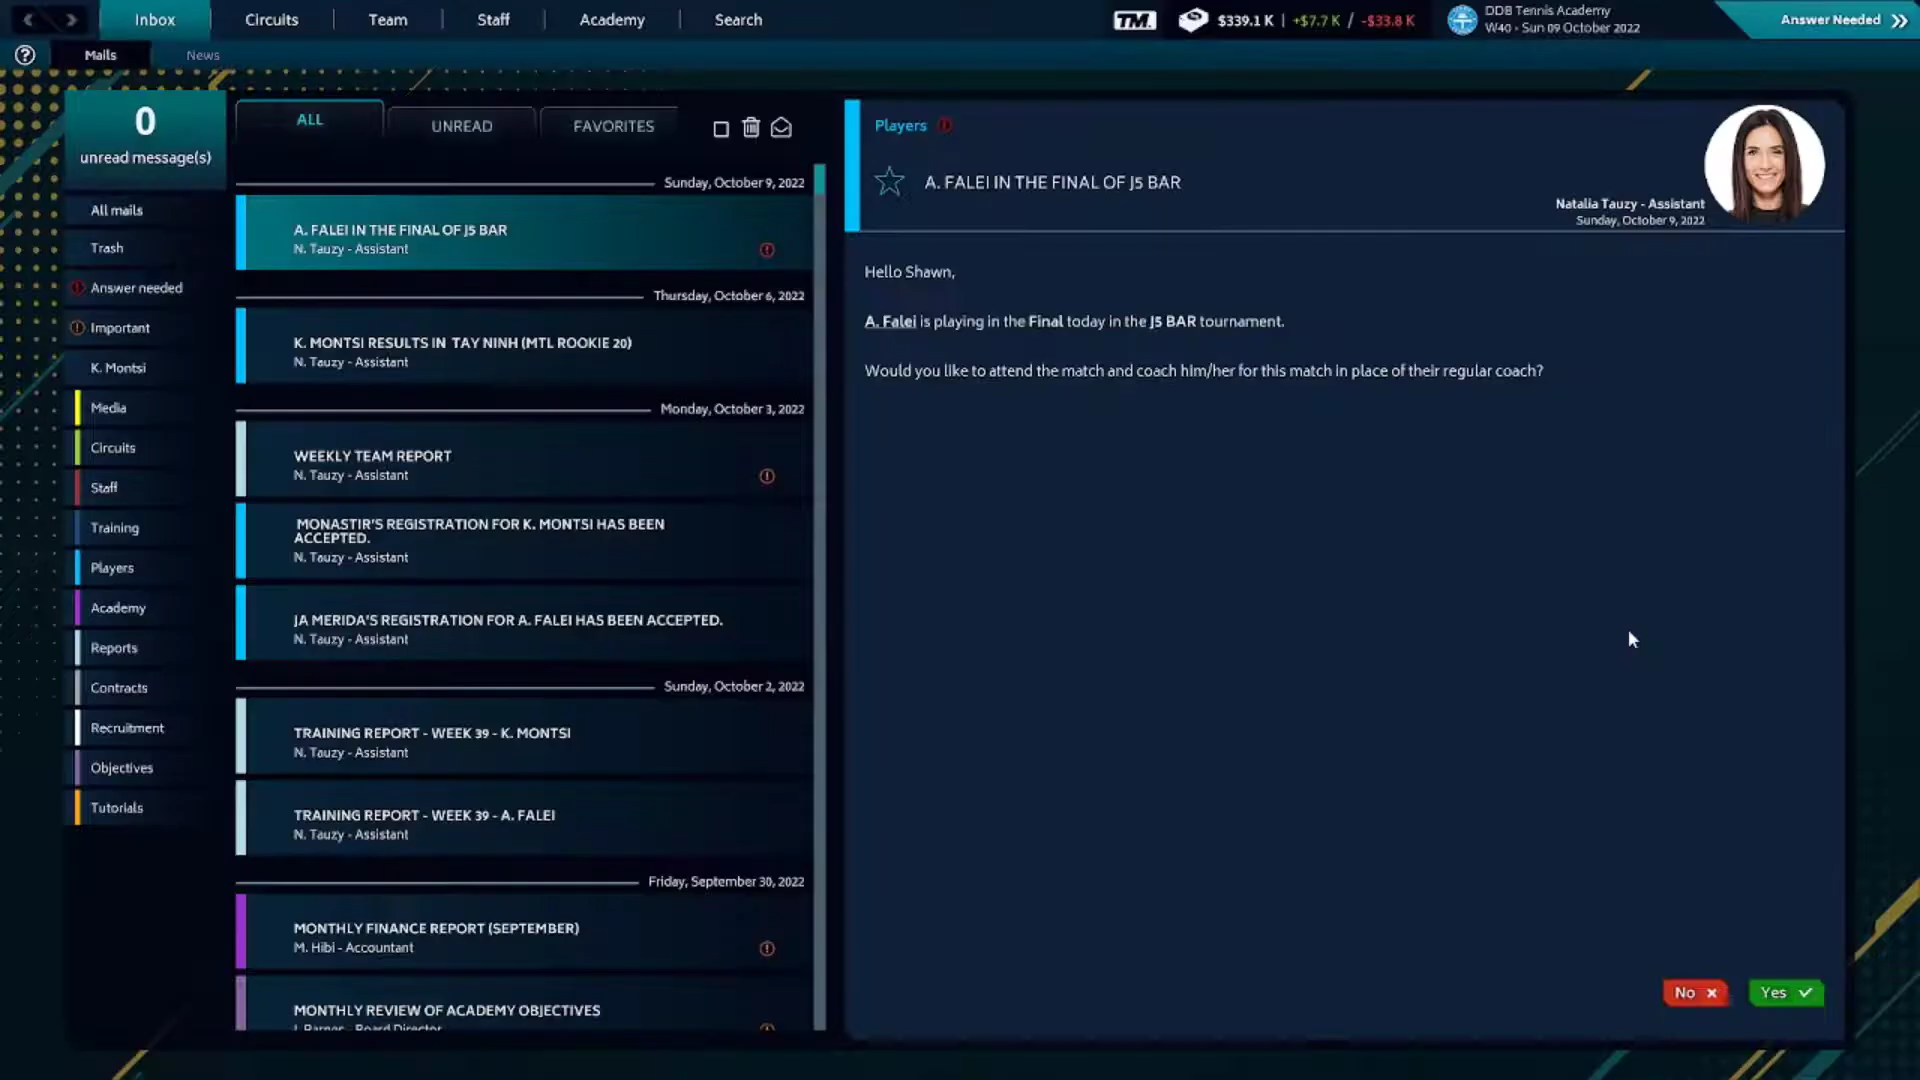 Inbox
Circuits
Team
Staff
Academy
Search
TM.
$339.1 K | +$7.7 K / -$33.8 K
DDB Tennis Academy
W40 - Sun 09 October 2022
Answer Needed
Mails
News
0
unread message(s)
All mails
Trash
Answer needed
Important
K. Montsi
Media
Circuits
Staff
Training
Players
Academy
Reports
Contracts
Recruitment
Objectives
Tutorials
ALL
UNREAD
FAVORITES
Sunday, October 9, 2022
A. FALEI IN THE FINAL OF J5 BAR
N. Tauzy - Assistant
Thursday, October 6, 2022
K. MONTSI RESULTS IN TAY NINH (MTL ROOKIE 20)
N. Tauzy - Assistant
Monday, October 3, 2022
WEEKLY TEAM REPORT
N. Tauzy - Assistant
MONASTIR'S REGISTRATION FOR K. MONTSI HAS BEEN
ACCEPTED.
N. Tauzy - Assistant
JA MERIDA'S REGISTRATION FOR A. FALEI HAS BEEN ACCEPTED.
N. Tauzy - Assistant
Sunday, October 2, 2022
TRAINING REPORT - WEEK 39 - K. MONTSI
N. Tauzy - Assistant
TRAINING REPORT - WEEK 39 - A. FALEI
N. Tauzy - Assistant
Friday, September 30, 2022
MONTHLY FINANCE REPORT (SEPTEMBER)
M. Hibi - Accountant
MONTHLY REVIEW OF ACADEMY OBJECTIVES
Board Director
Players
A. FALEI IN THE FINAL OF J5 BAR
Natalia Tauzy - Assistant
Sunday, October 9, 2022
Hello Shawn,
A. Falei is playing in the Final today in the J5 BAR tournament.
Would you like to attend the match and coach him/her for this match in place of their regular coach?
No
Yes